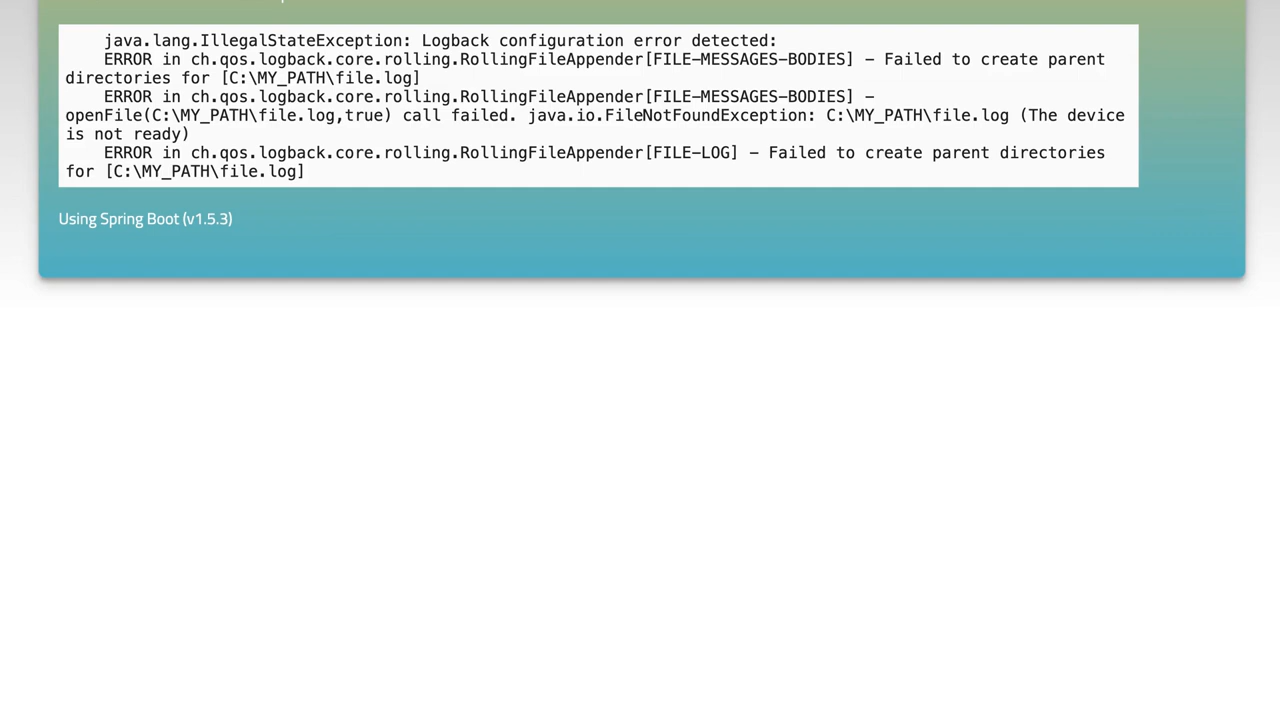 java.lang.IllegalStateException: Logback configuration error detected:
ERROR in ch.qos.logback.core.rolling.RollingFileAppender[FILE-MESSAGES-BODIES] – Failed to create parent
directories for [C:\MY_PATH\file.log]
ERROR in ch.qos.logback.core.rolling.RollingFileAppender[FILE-MESSAGES-BODIES] –
openFile(C:\MY_PATH\file.log,true) call failed. java.io.FileNotFoundException: C:\MY_PATH\file.log (The device
is not ready)
ERROR in ch.qos.logback.core.rolling.RollingFileAppender[FILE-LOG] – Failed to create parent directories
for [C:\MY_PATH\file.log]
Using Spring Boot (v1.5.3)